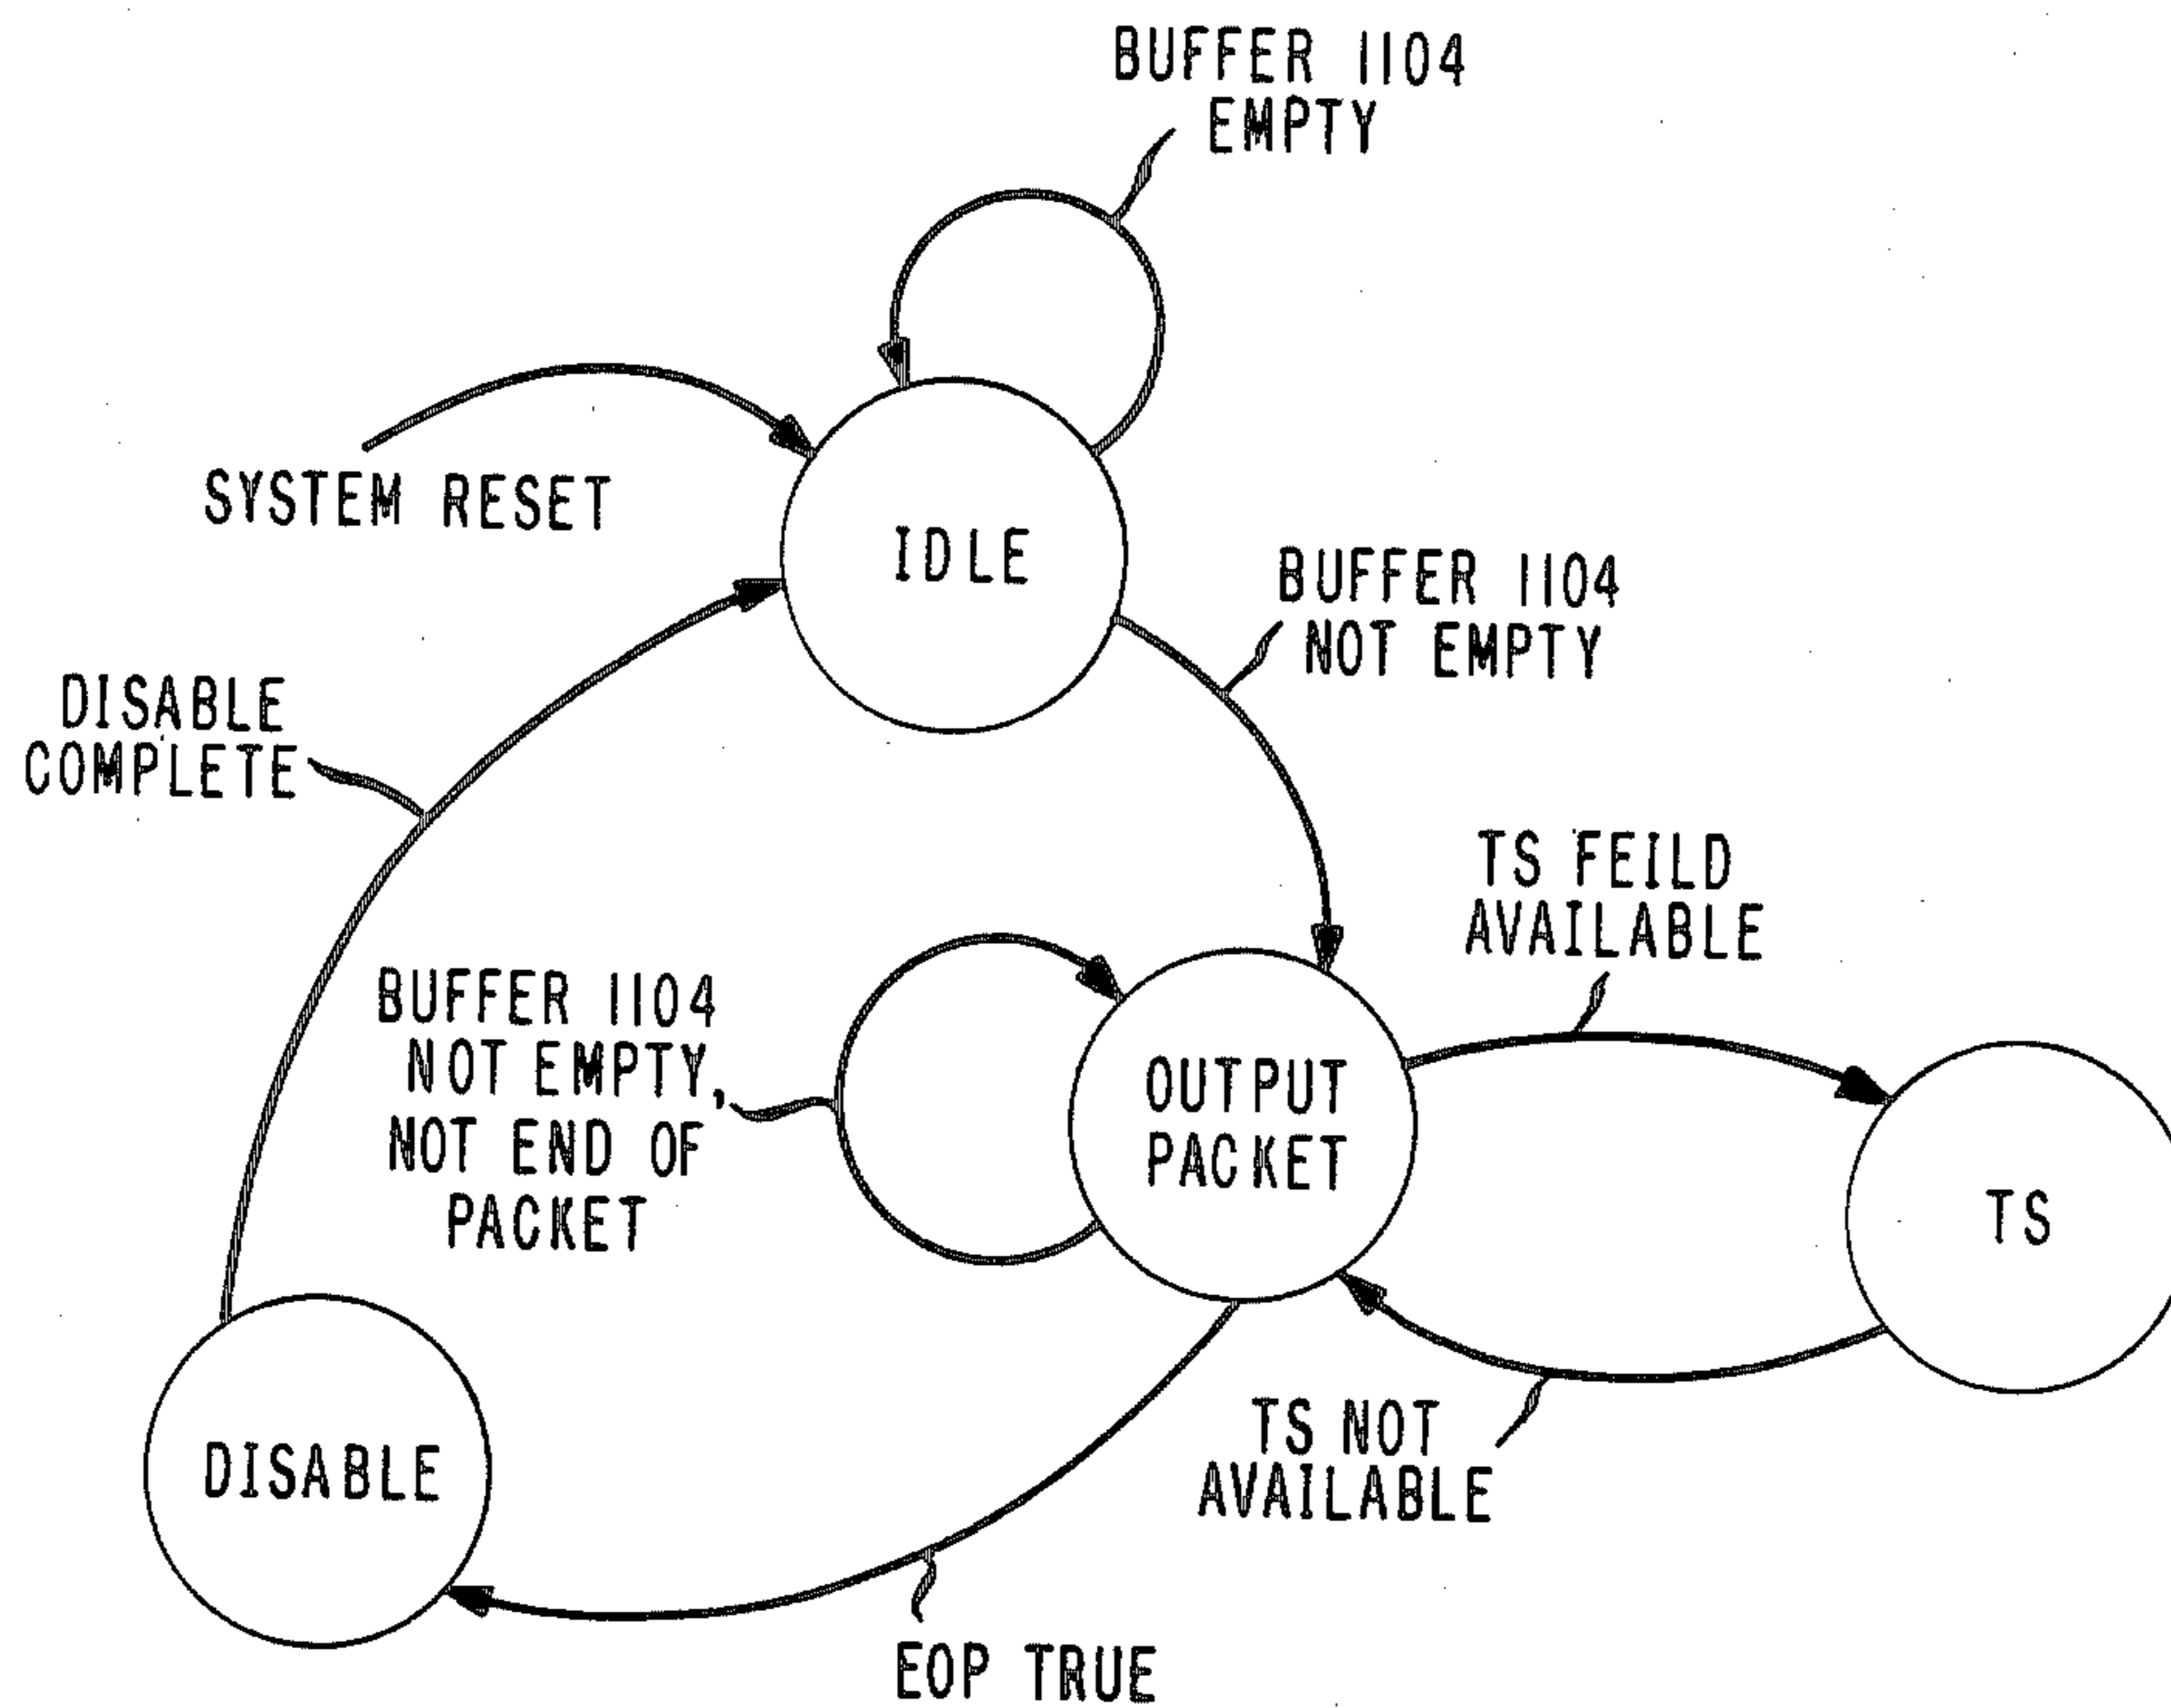 BUFFER 1104
EMPTY
SYSTEM RESET
IDLE
BUFFER 1104
NOT EMPTY
DISABLE
COMPLETE
TS FEILD
AVAILABLE
BUFFER 1104
NOT EMPTY,
NOT END OF
PACKET
OUTPUT
PACKET
TS
TS NOT
AVAILABLE
DISABLE
EOP TRUE